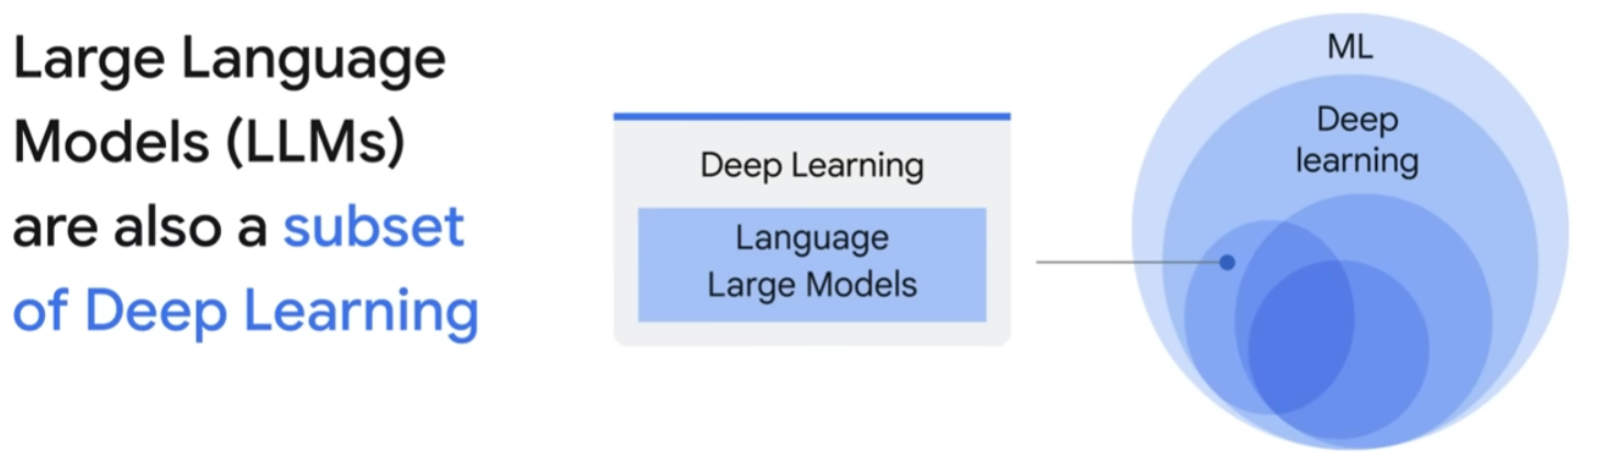 Large Language
Models (LLMs)
are also a subset
of Deep Learning
Deep Learning
Language
Large Models
ML
Deep
learning